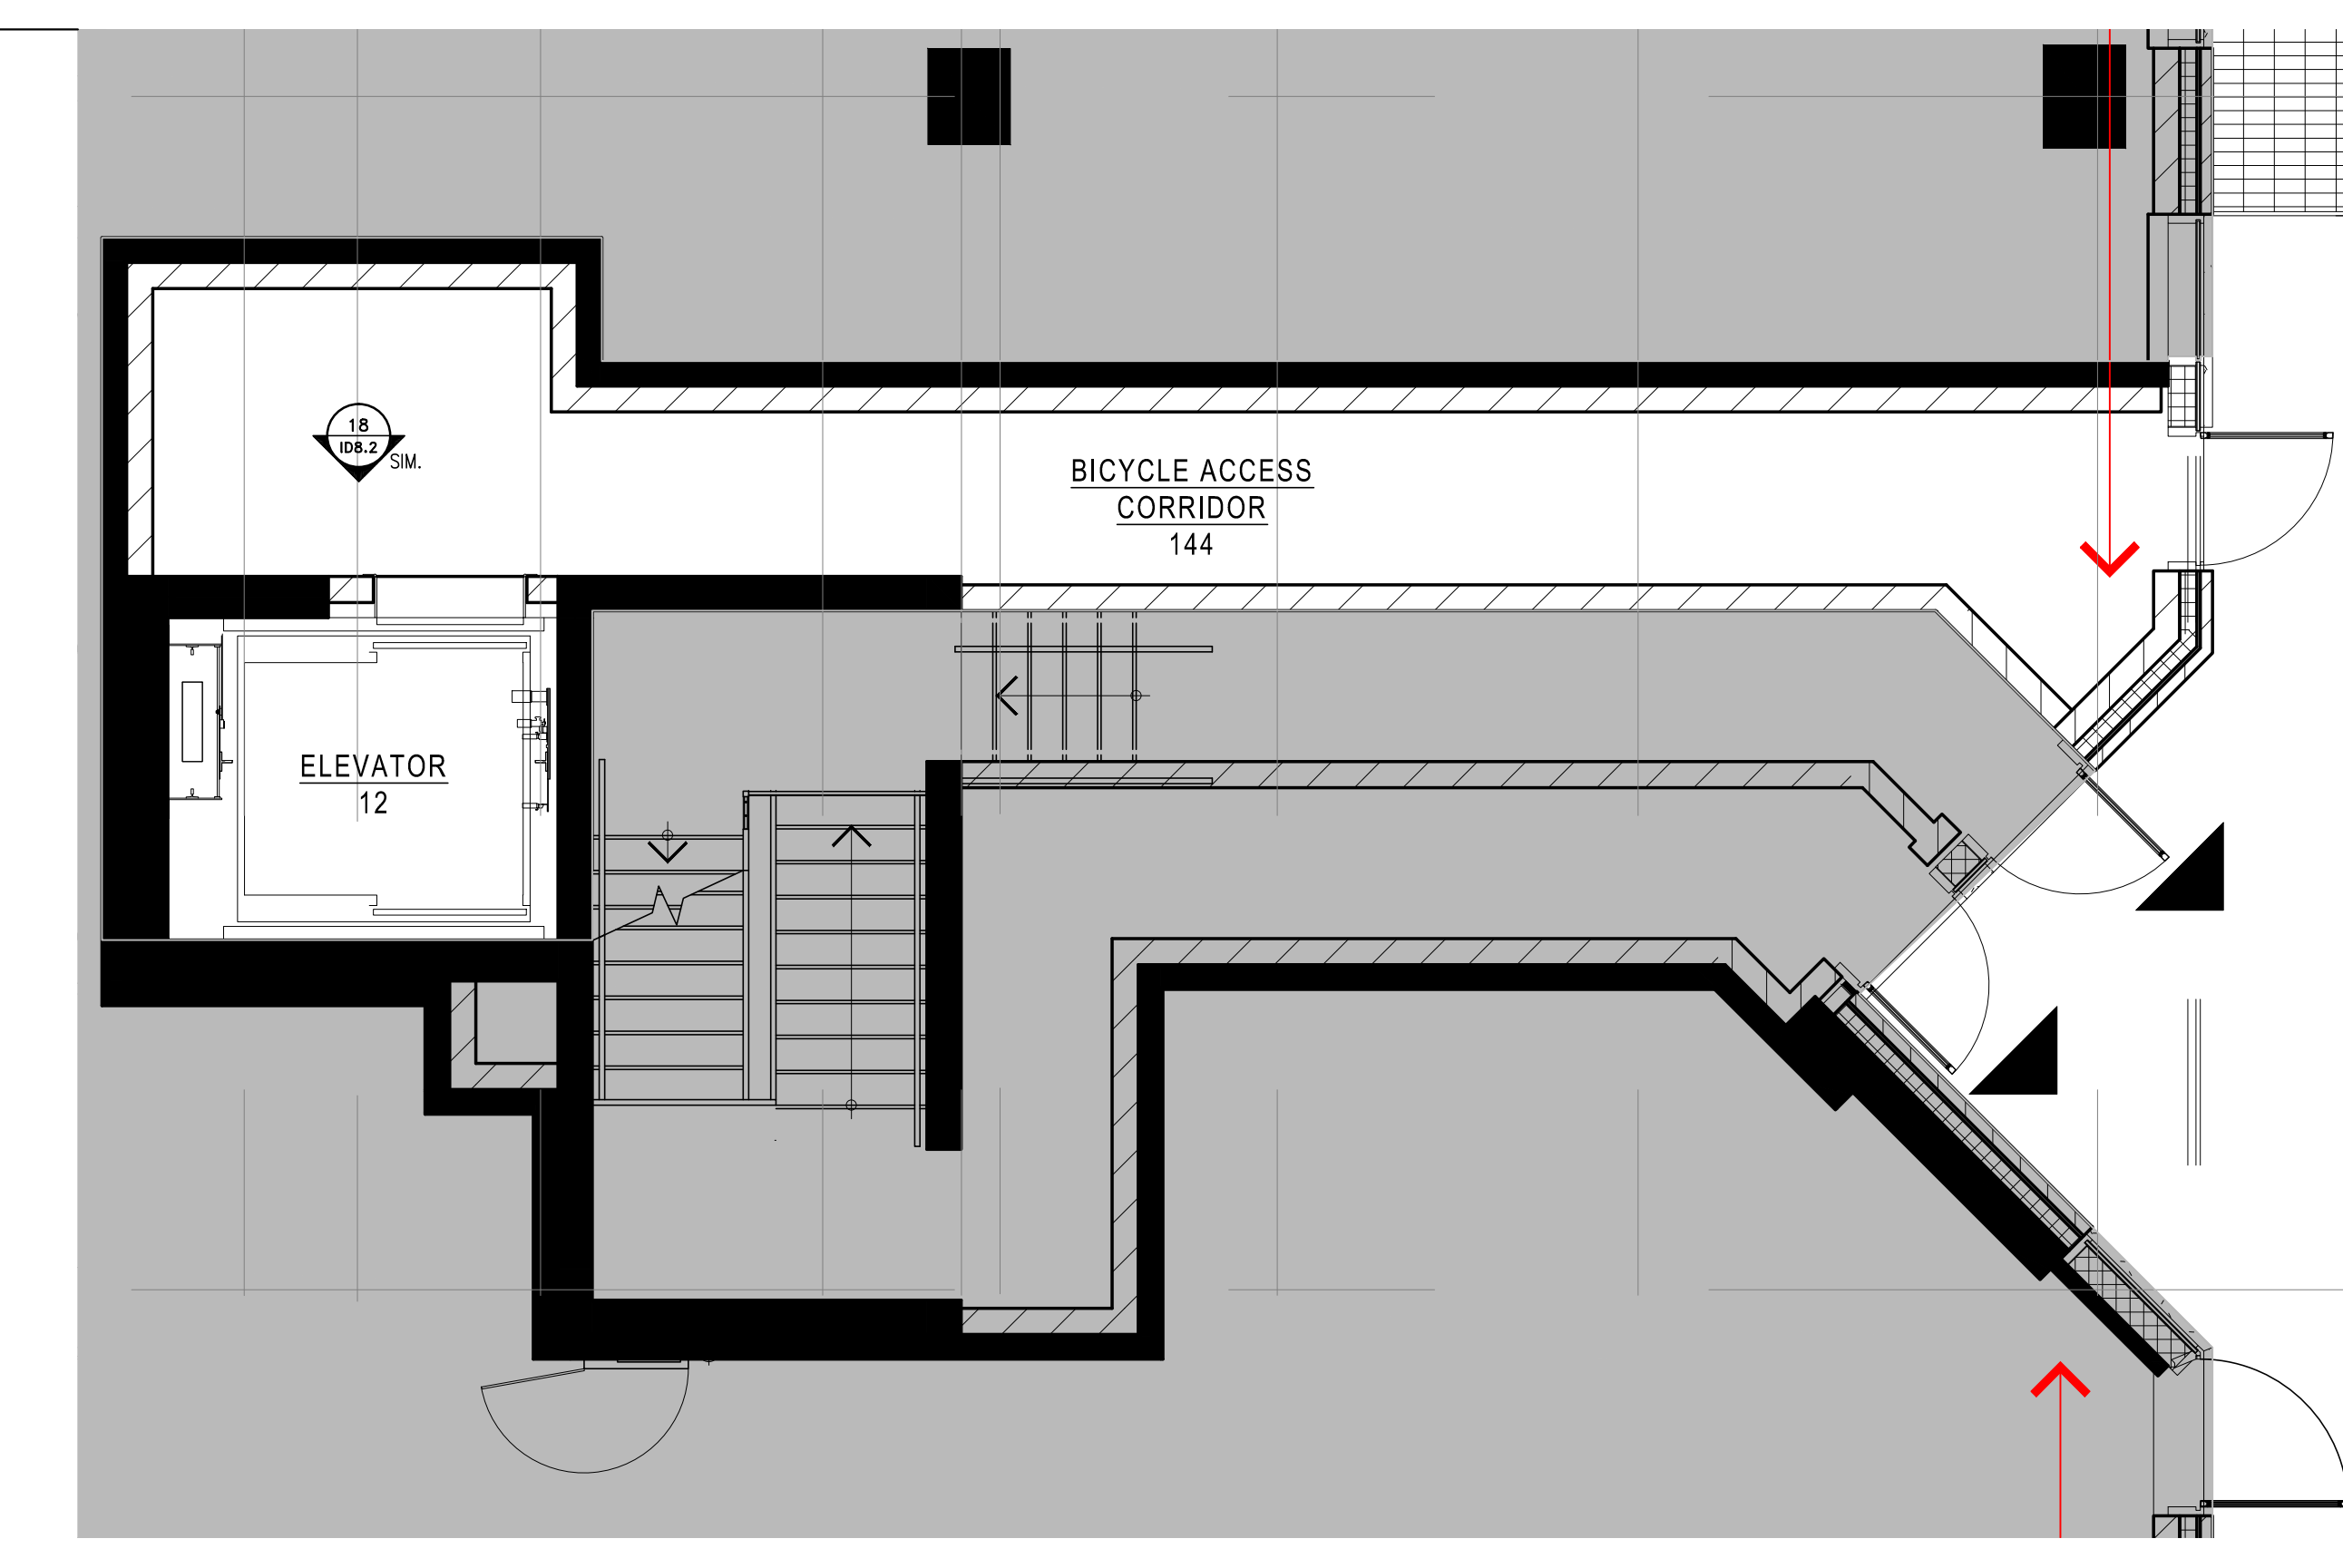 18
ID8.2
SIM.
BICYCLE ACCESS
CORRIDOR
144
ELEVATOR
12